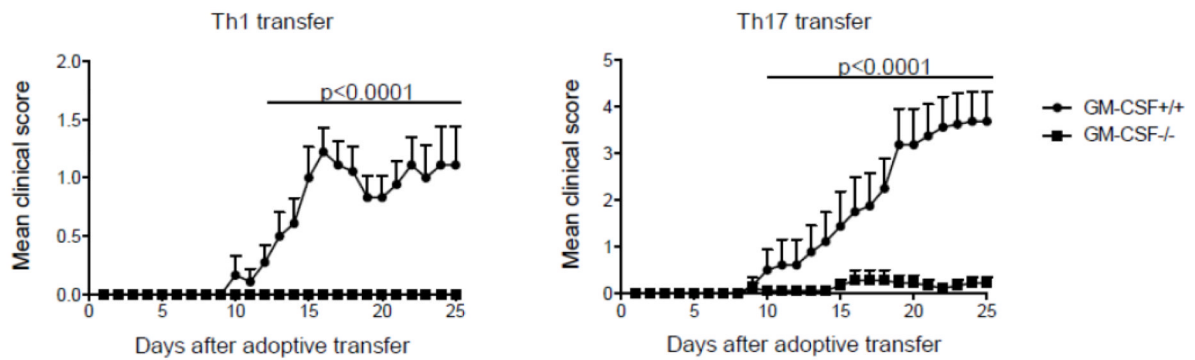 Th1 transfer
Mean clinical score
2.0
1.5
1.0
0.5
0.0
p<0.0001
0 5 10 15 20 25
Days after adoptive transfer
Th17 transfer
Mean clinical score
5
4
3
2
1
0
p<0.0001
0 5 10 15 20 25
Days after adoptive transfer
GM-CSF+/+
GM-CSF-/-